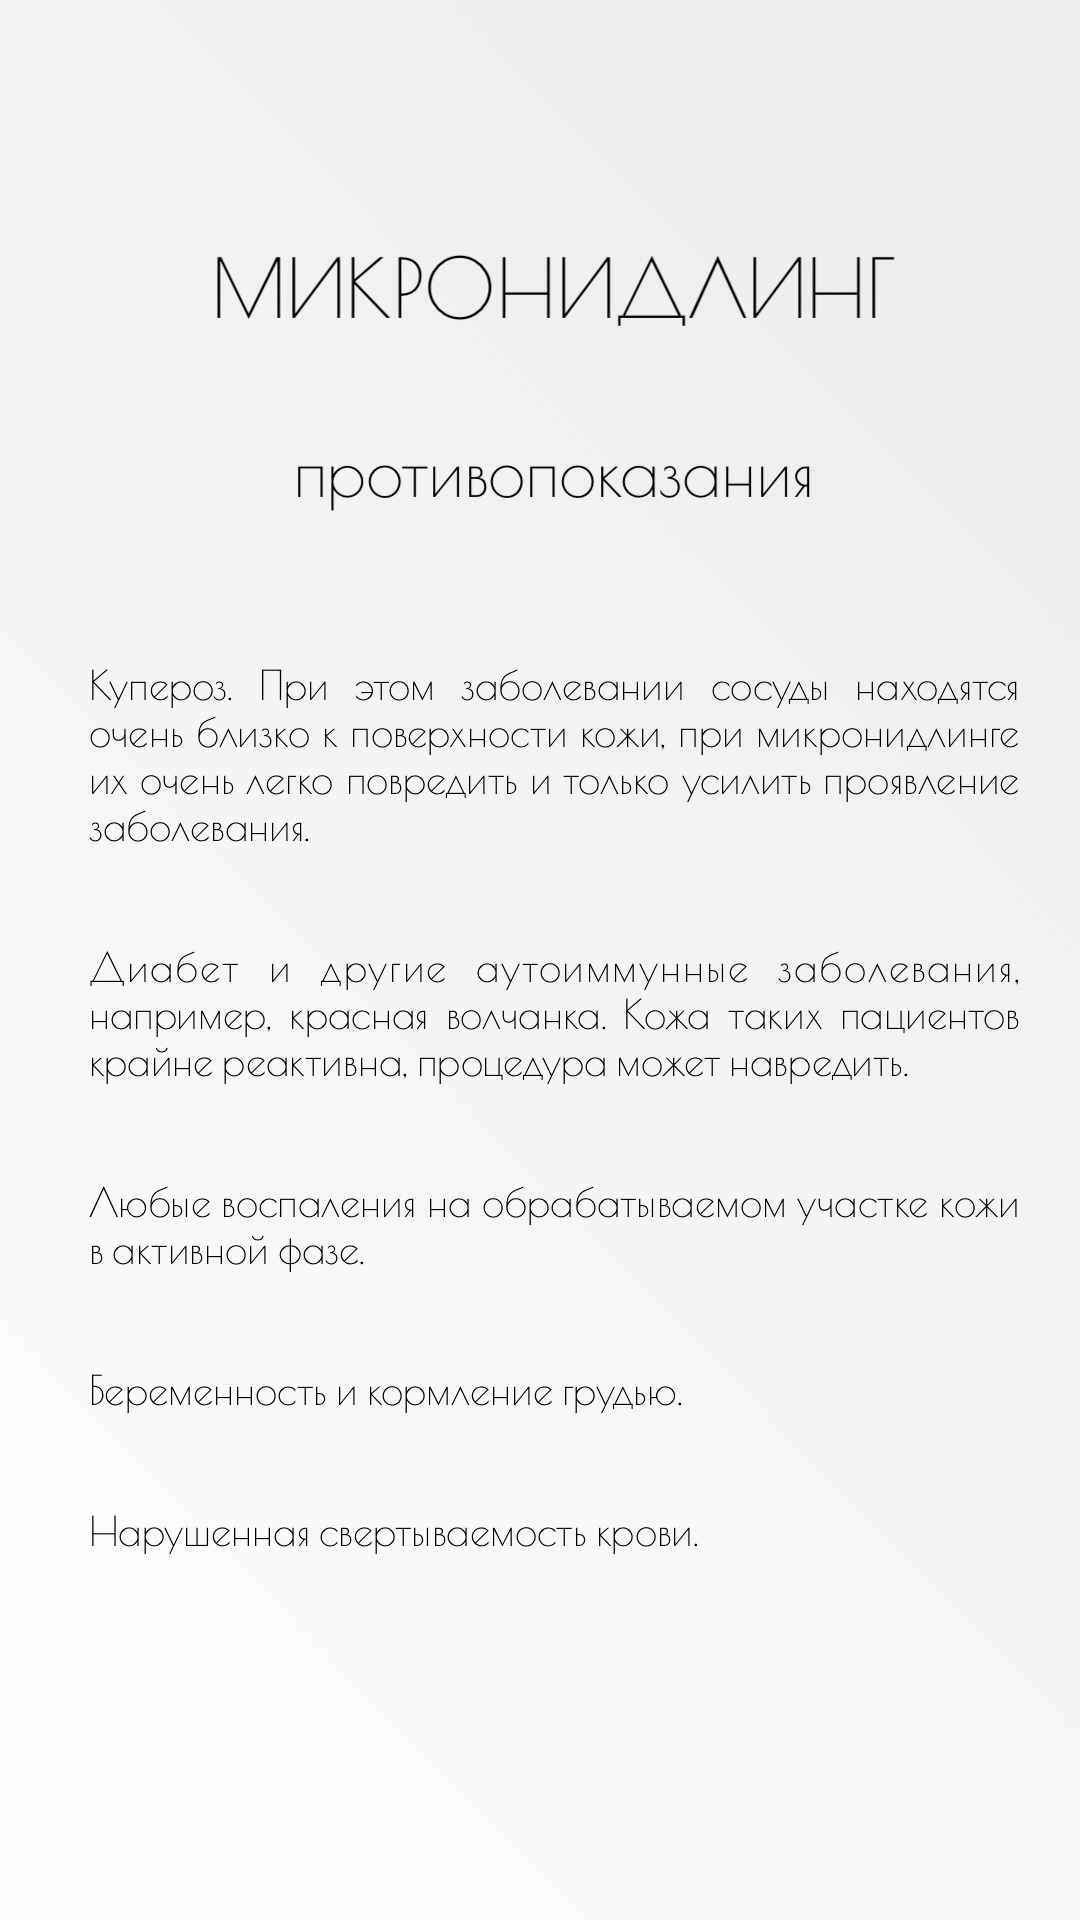 МИКРОНИДЛИНГ
противопоказания
Купероз. При этом заболевании сосуды находятся
очень близко к поверхности кожи, при микронидлинге
их очень легко повредить и только усилить проявление
заболевания.
Диабет и другие аутоиммунные заболевания,
например, красная волчанка. Кожа таких пациентов
крайне реактивна, процедура может навредить.
Любые воспаления на обрабатываемом участке кожи
в активной фазе.
Беременность и кормление грудью.
Нарушенная свертываемость крови.